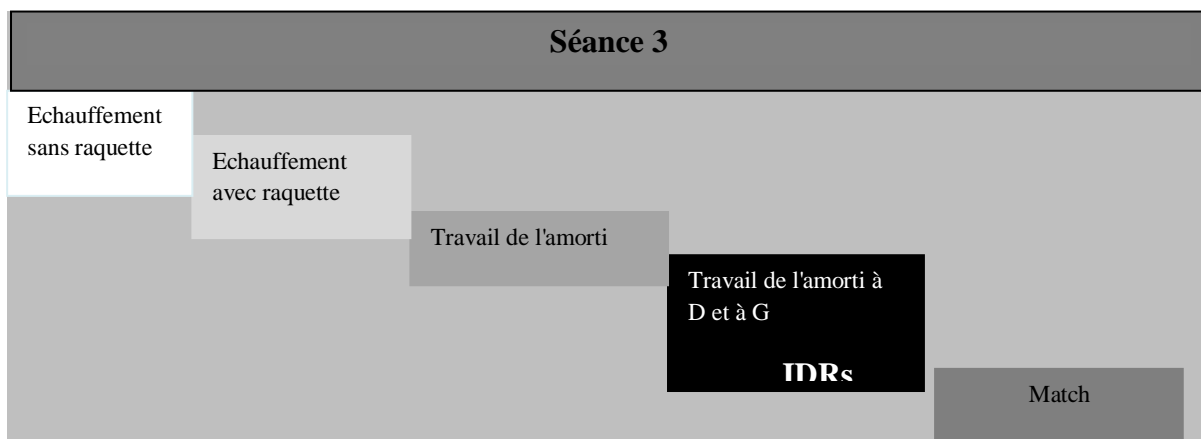 Séance 3
Echauffement
sans raquette
Echauffement
avec raquette
Travail de l'amorti
Travail de l'amorti à
D et à G
IDRs
Match